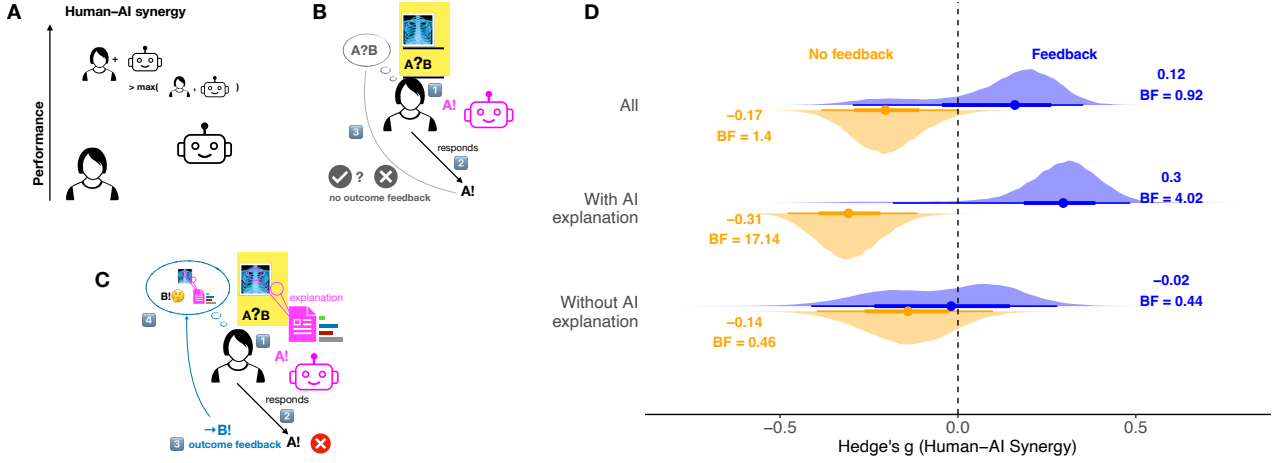 A
Human–AI synergy
Performance
+
> max(
+
)
B
A?B
A?B
1
A!
3
responds
2
A!
?
no outcome feedback
C
B!
4
explanation
A?B
1
A!
responds
2
→B!
3 outcome feedback
A!
D
No feedback
Feedback
All
0.12
BF = 0.92
−0.17
BF = 1.4
With AI
explanation
0.3
BF = 4.02
−0.31
BF = 17.14
Without AI
explanation
−0.02
BF = 0.44
−0.14
BF = 0.46
−0.5
0.0
0.5
Hedge's g (Human–AI Synergy)